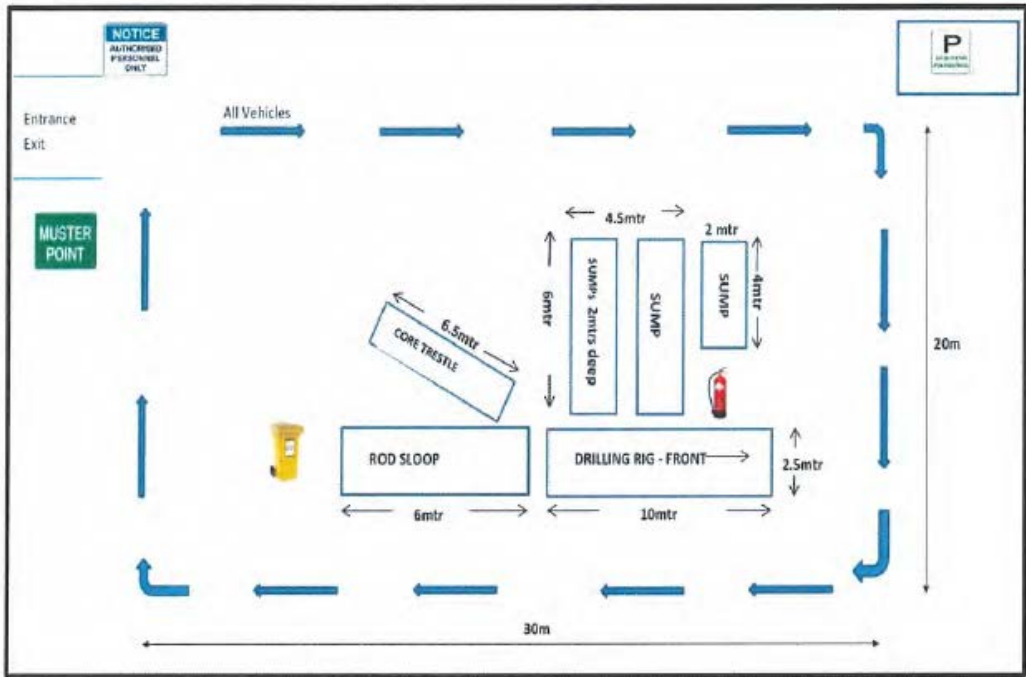 NOTICE
AUTHORISED
PERSONNEL
ONLY
P
Entrance
Exit
All Vehicles
MUSTER
POINT
4.5mtr
2 mtr
6mtr
SUMPs 2mtrs deep
SUMP
SUMP
4mtr
20m
6.5mtr
CORE TRESTLE
ROD SLOOP
DRILLING RIG - FRONT
2.5mtr
6mtr
10mtr
30m